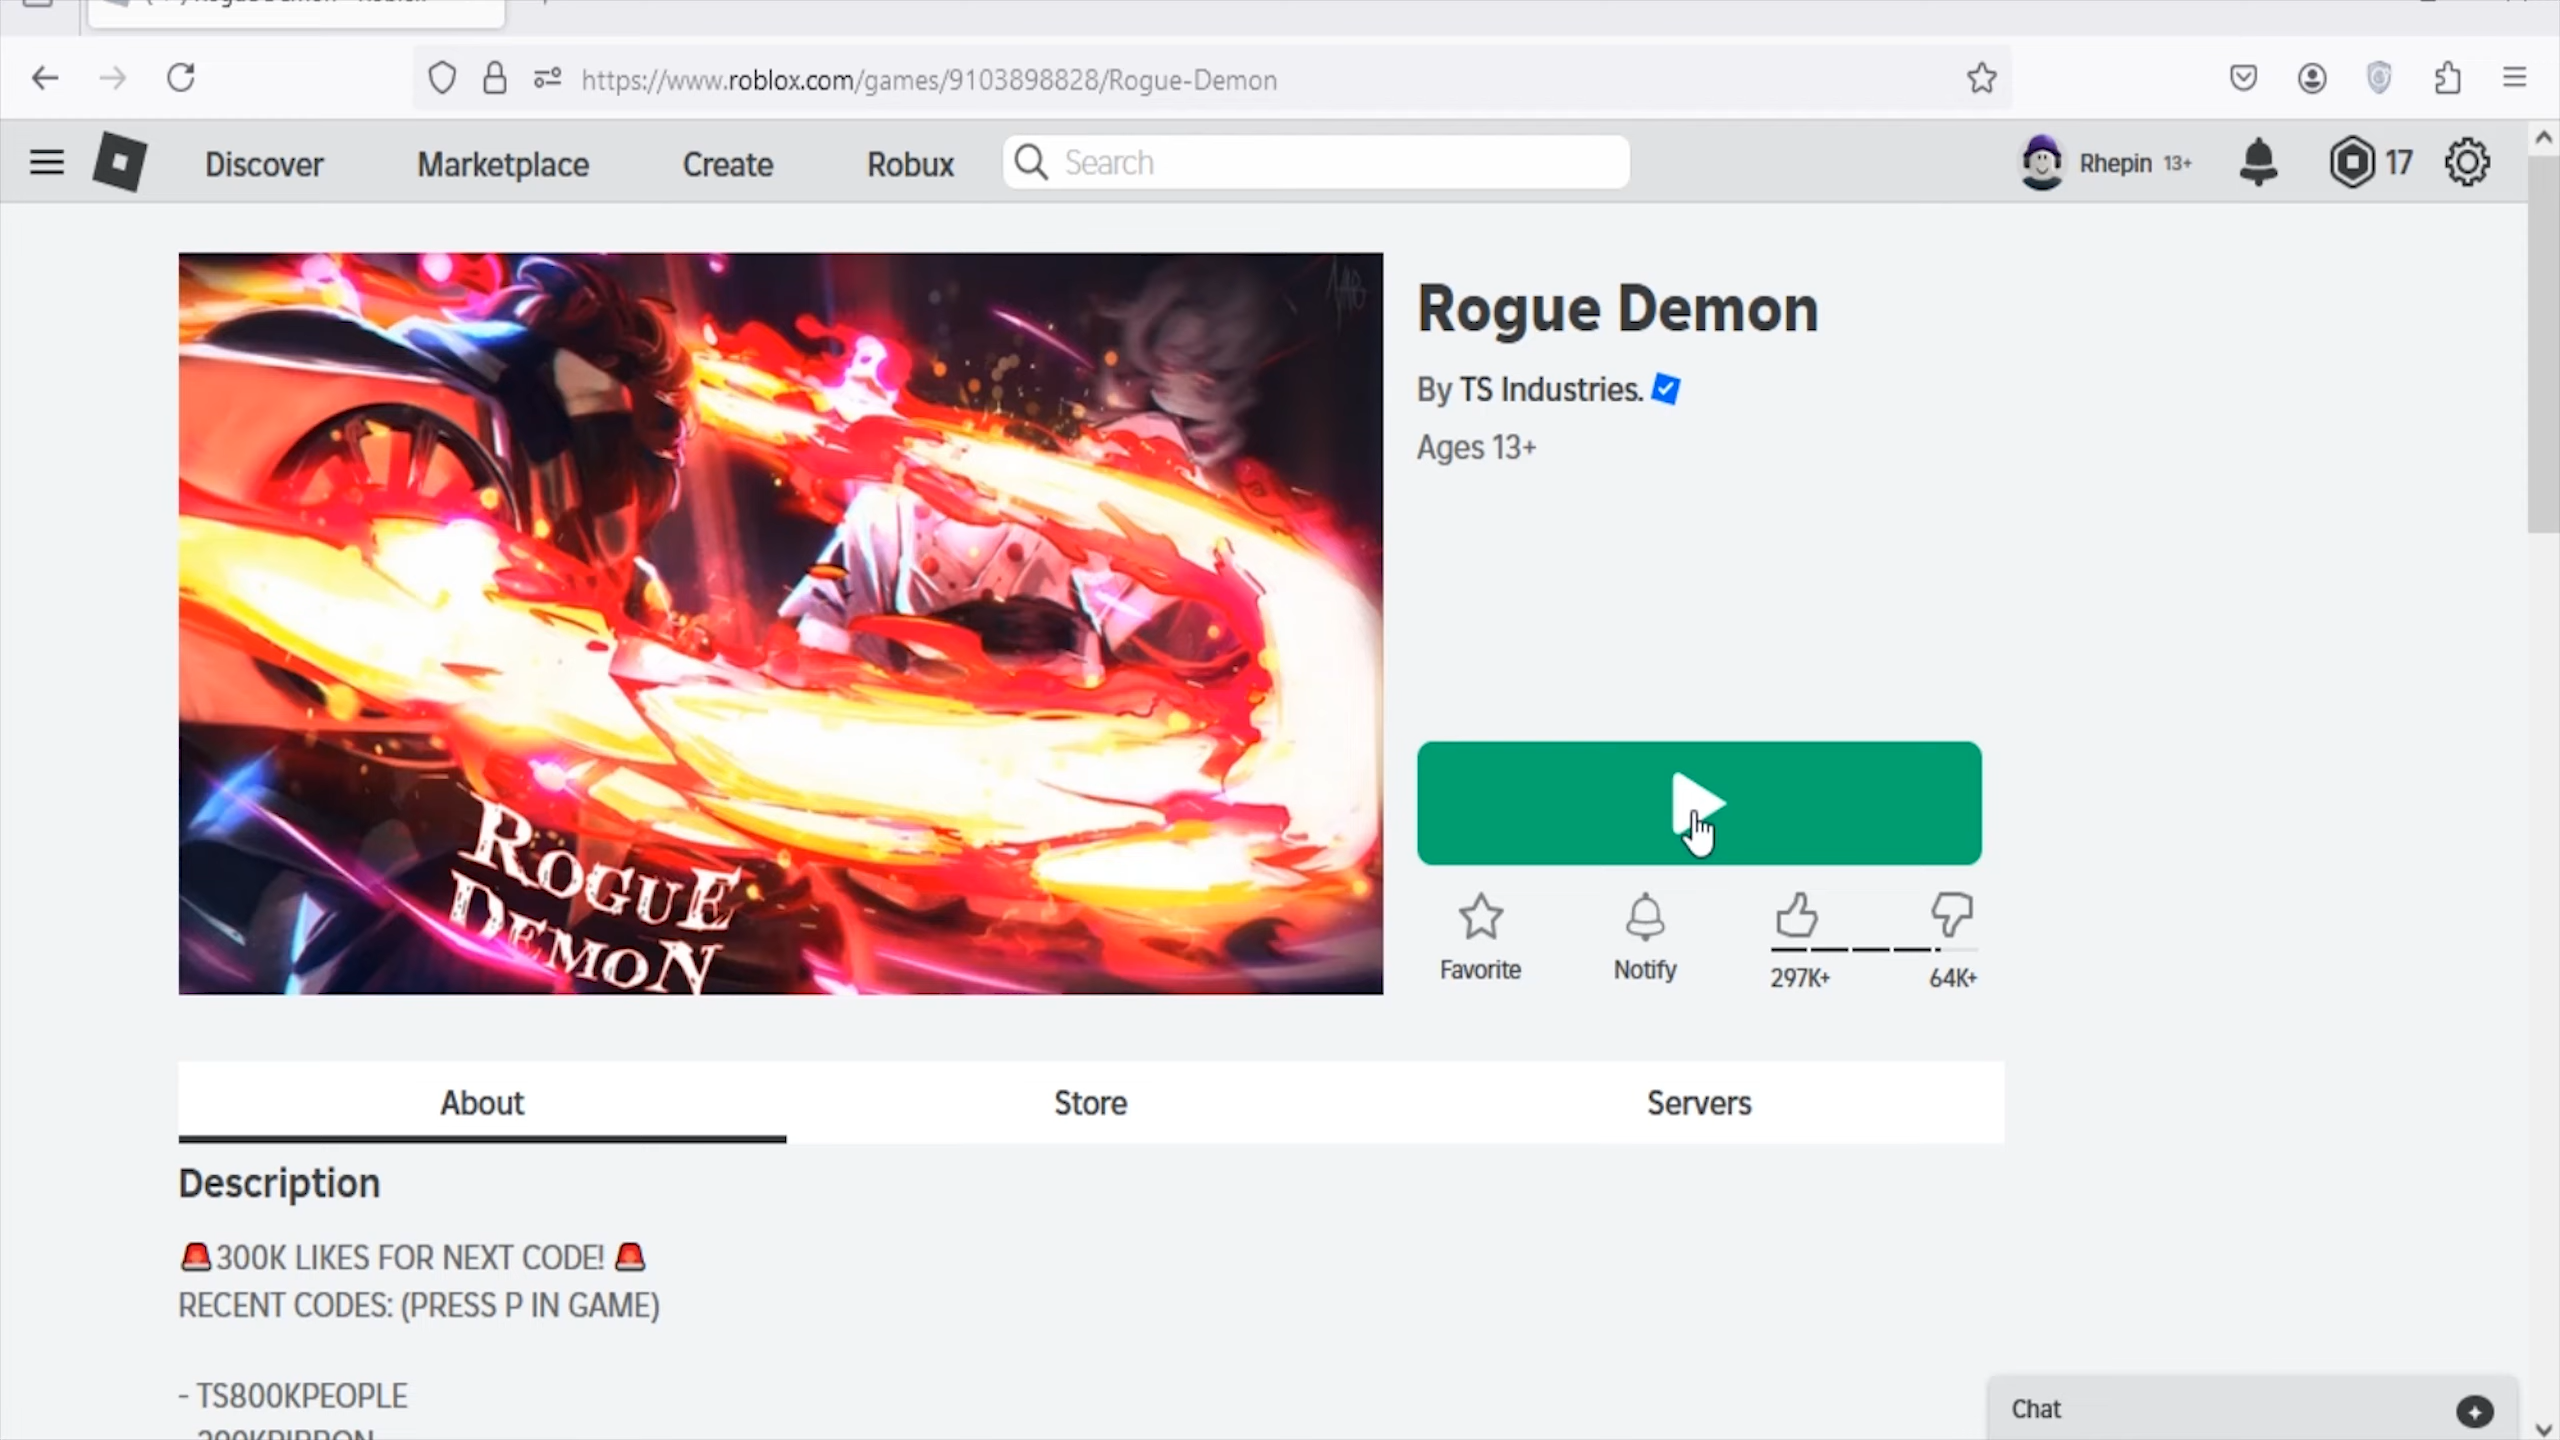 https://www.roblox.com/games/9103898828/Rogue-Demon
Discover
Marketplace
Create
Robux
Search
Rhepin 13+
17
Rogue Demon
By TS Industries.
Ages 13+
ROGUE
DEMON
Favorite
Notify
297K+
64K+
About
Store
Servers
Description
🚨300K LIKES FOR NEXT CODE! 🚨
RECENT CODES: (PRESS P IN GAME)
- TS800KPEOPLE
Chat